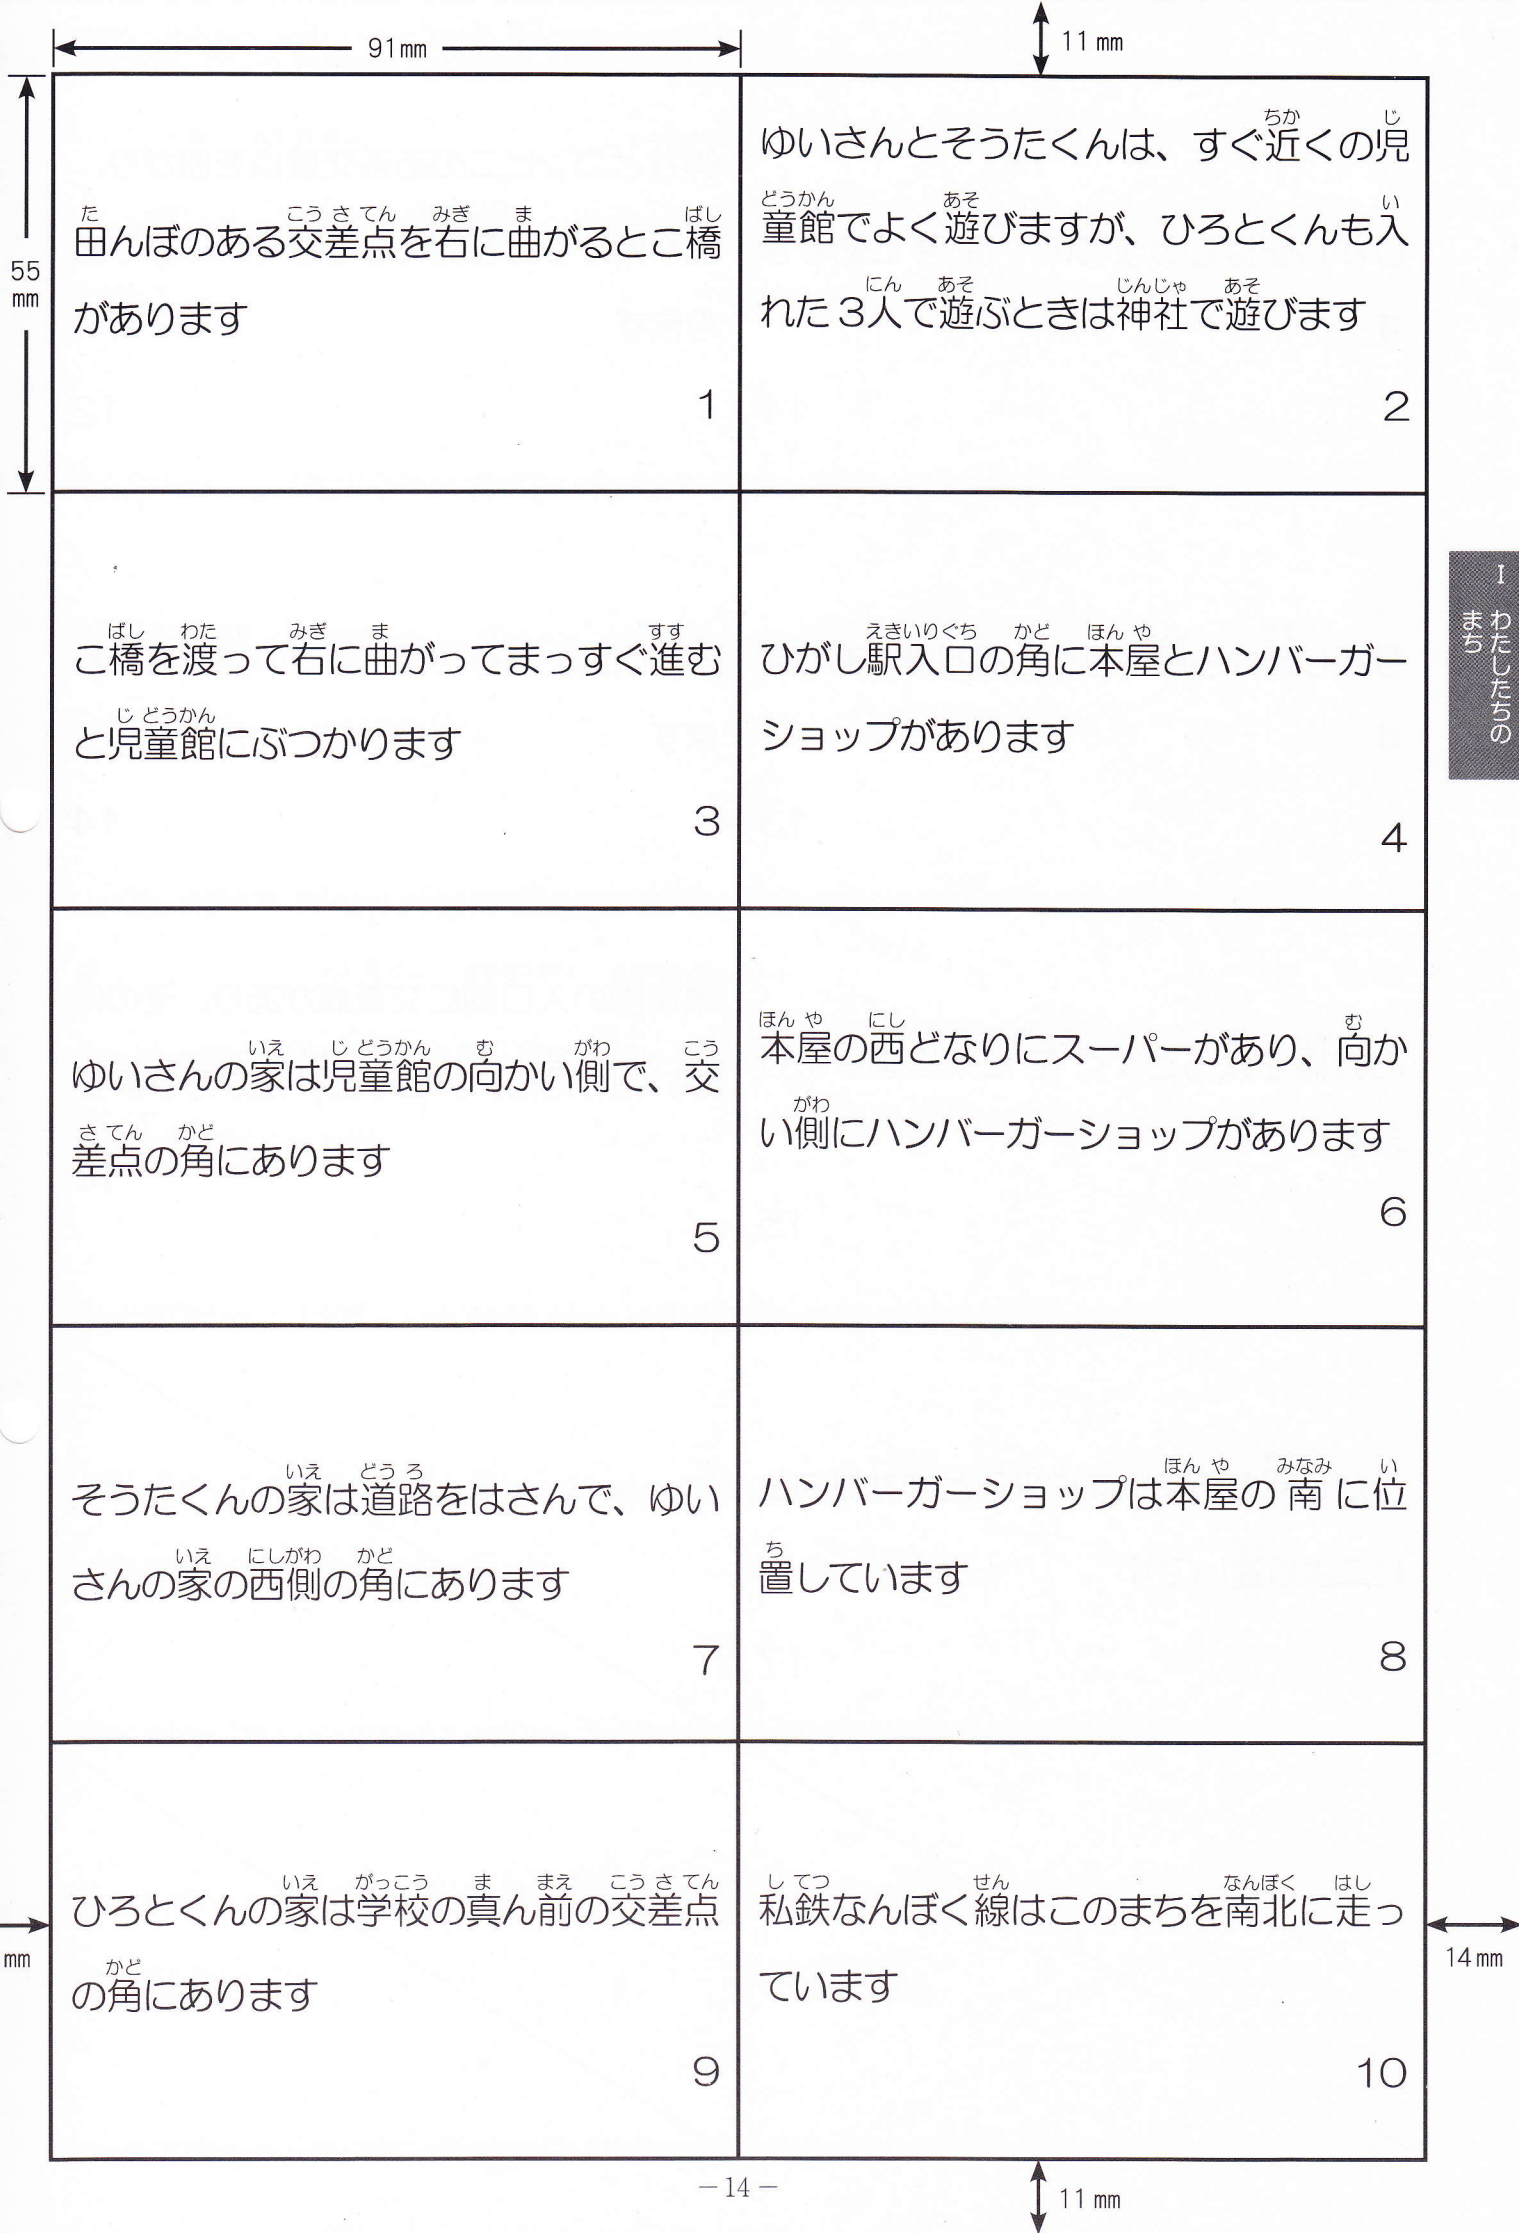 91mm
11mm
55
mm
田んぼのある交差点を右に曲がるとこ橋
があります
1
ゆいさんとそうたくんは、すぐ近くの児
童館でよく遊びますが、ひろとくんも入
れた3人で遊ぶときは神社で遊びます
2
こ橋を渡って右に曲がってまっすぐ進む
と児童館にぶつかります
3
ひがし駅入口の角に本屋とハンバーガー
ショップがあります
4
ゆいさんの家は児童館の向かい側で、交
差点の角にあります
5
本屋の西どなりにスーパーがあり、向か
い側にハンバーガーショップがあります
6
そうたくんの家は道路をはさんで、ゆい
さんの家の西側の角にあります
7
ハンバーガーショップは本屋の南に位
置しています
8
ひろとくんの家は学校の真ん前の交差点
の角にあります
9
私鉄なんぼく線はこのまちを南北に走っ
ています
10
I わたしたちの
まち
mm
14mm
−14−
11mm